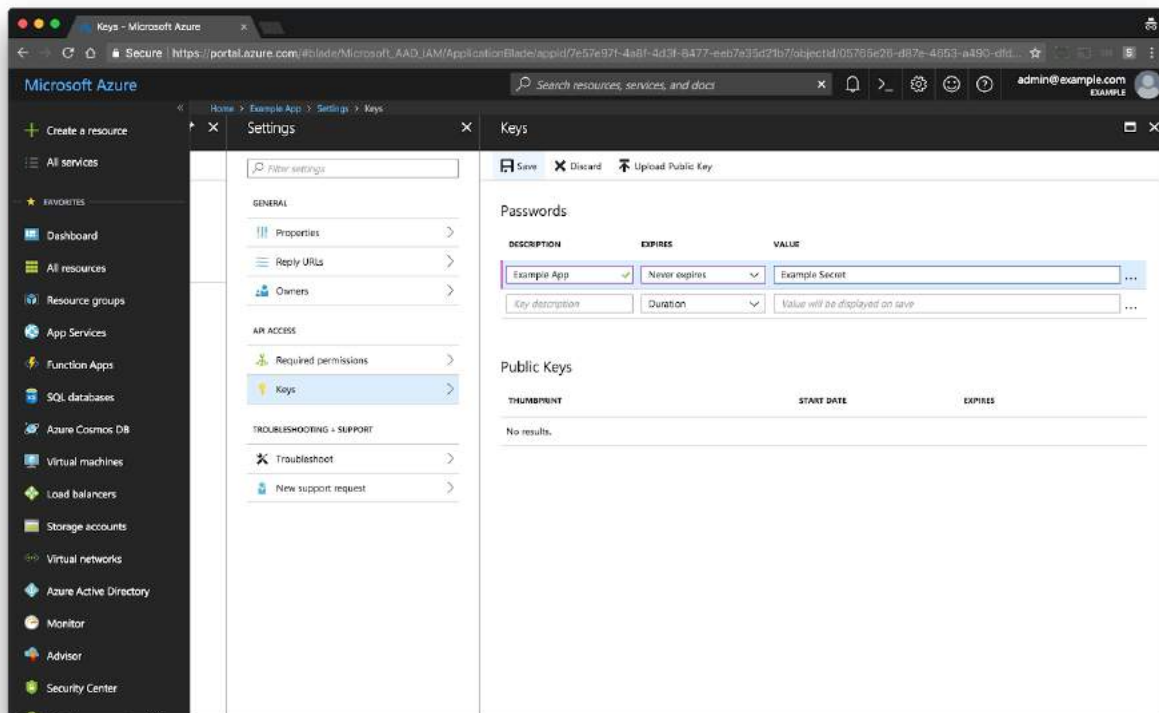 Keys - Microsoft Azure
Secure https://portal.azure.com/#blade/Microsoft_AAD_IAM/ApplicationBlade/appId/7e57e97f-4a8f-4d3f-8477-eeb7e35d21b7/objectId/05765e26-d87e-4653-a490-dfd...
Microsoft Azure
Search resources, services, and docs
admin@example.com
EXAMPLE
Home > Example App > Settings > Keys
Create a resource
All services
FAVORITES
Dashboard
All resources
Resource groups
App Services
Function Apps
SQL databases
Azure Cosmos DB
Virtual machines
Load balancers
Storage accounts
Virtual networks
Azure Active Directory
Monitor
Advisor
Security Center
Settings
Filter settings
GENERAL
Properties
Reply URLs
Owners
API ACCESS
Required permissions
Keys
TROUBLESHOOTING + SUPPORT
Troubleshoot
New support request
Keys
Save Discard Upload Public Key
Passwords
DESCRIPTION EXPIRES VALUE
Example App Never expires Example Secret ...
Key description Duration Value will be displayed on save ...
Public Keys
THUMBPRINT START DATE EXPIRES
No results.